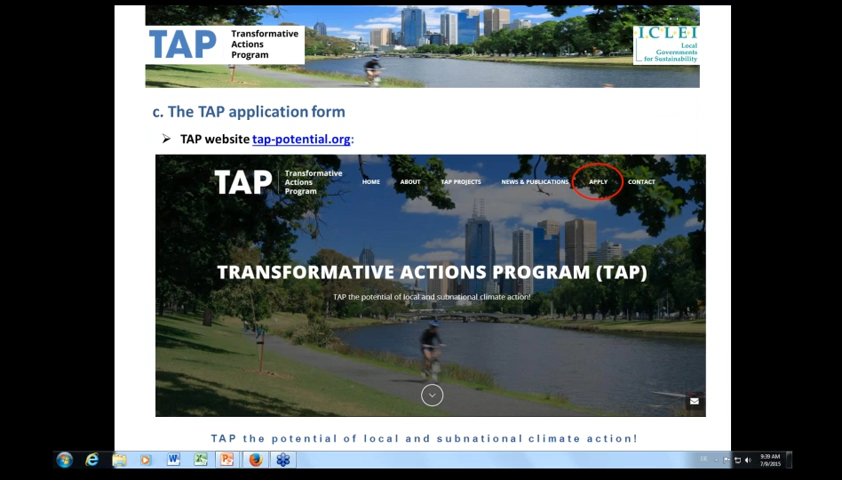 TAP
Transformative
Actions
Program
I.C.L.E.I
Local
Governments
for Sustainability
c. The TAP application form
➢ TAP website tap-potential.org:
TAP
Transformative
Actions
Program
HOME ABOUT TAP PROJECTS NEWS & PUBLICATIONS APPLY CONTACT
TRANSFORMATIVE ACTIONS PROGRAM (TAP)
TAP the potential of local and subnational climate action!
TAP the potential of local and subnational climate action!
9:39 AM
7/9/2015